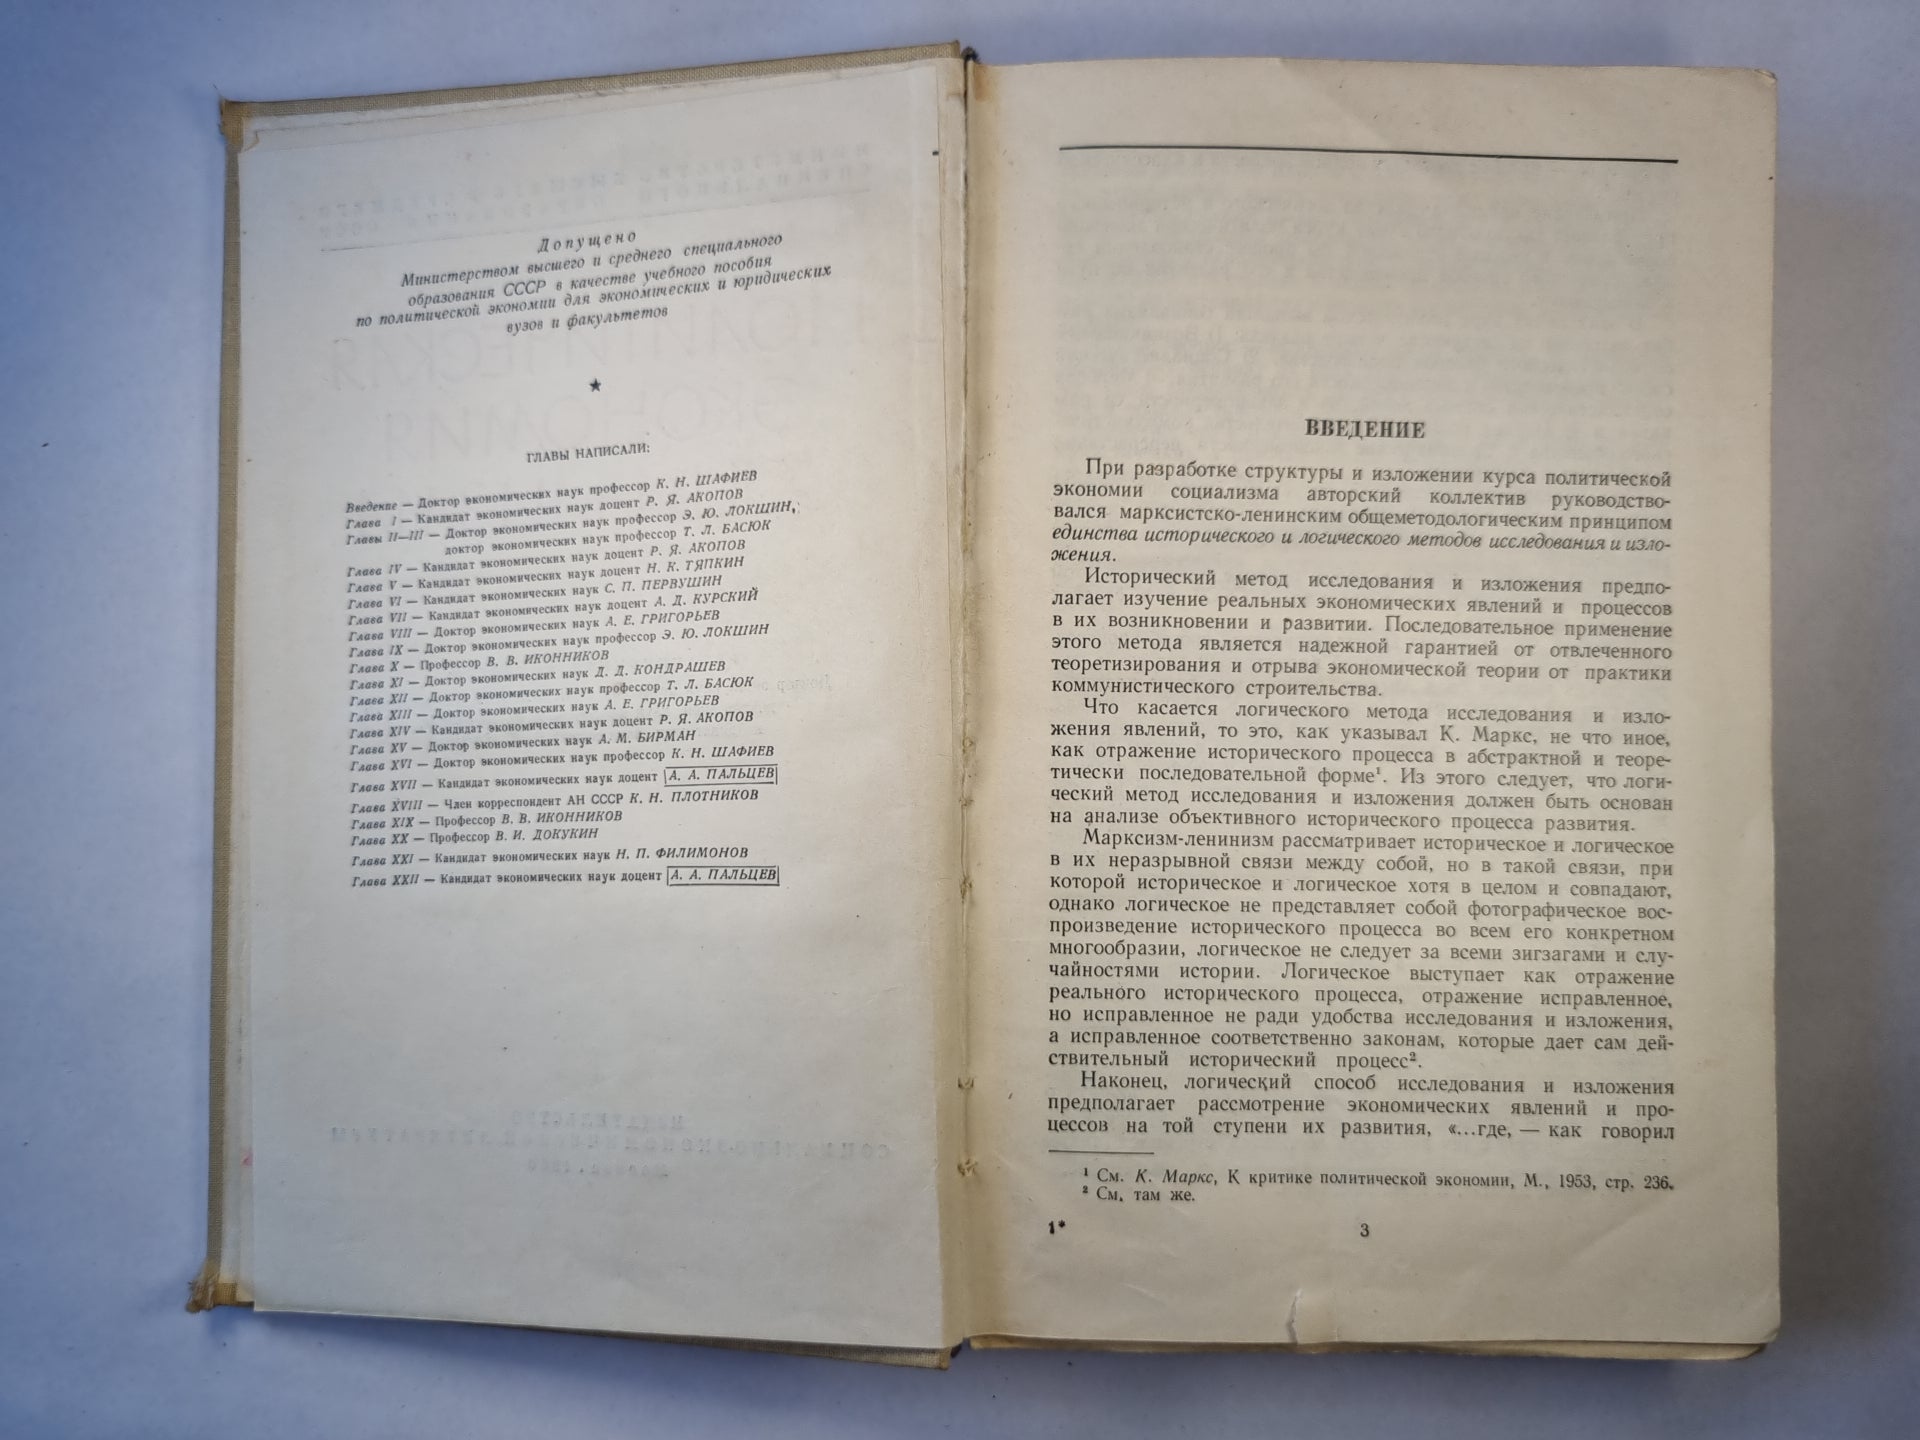 Допущено
Министерством высшего и среднего специального
образования СССР в качестве учебного пособия
по политической экономии для экономических и юридических
вузов и факультетов
★
ГЛАВЫ НАПИСАЛИ:
Введение — Доктор экономических наук профессор К. Н. ШАФИЕВ
Глава I — Кандидат экономических наук доцент Р. Я. АКОПОВ
Главы II—III — Доктор экономических наук профессор Э. Ю. ЛОКШИН,
доктор экономических наук профессор Т. Л. БАСЮК
Глава IV — Кандидат экономических наук доцент Р. Я. АКОПОВ
Глава V — Кандидат экономических наук доцент Н. К. ТЯПКИН
Глава VI — Кандидат экономических наук С. П. ПЕРВУШИН
Глава VII — Кандидат экономических наук доцент А. Д. КУРСКИЙ
Глава VIII — Доктор экономических наук А. Е. ГРИГОРЬЕВ
Глава IX — Доктор экономических наук профессор Э. Ю. ЛОКШИН
Глава X — Профессор В. В. ИКОННИКОВ
Глава XI — Доктор экономических наук Д. Д. КОНДРАШЕВ
Глава XII — Доктор экономических наук профессор Т. Л. БАСЮК
Глава XIII — Доктор экономических наук А. Е. ГРИГОРЬЕВ
Глава XIV — Кандидат экономических наук доцент Р. Я. АКОПОВ
Глава XV — Доктор экономических наук А. М. БИРМАН
Глава XVI — Доктор экономических наук профессор К. Н. ШАФИЕВ
Глава XVII — Кандидат экономических наук доцент А. А. ПАЛЬЦЕВ
Глава XVIII — Член корреспондент АН СССР К. Н. ПЛОТНИКОВ
Глава XIX — Профессор В. В. ИКОННИКОВ
Глава XX — Профессор В. И. ДОКУКИН
Глава XXI — Кандидат экономических наук Н. П. ФИЛИМОНОВ
Глава XXII — Кандидат экономических наук доцент А. А. ПАЛЬЦЕВ
ВВЕДЕНИЕ
При разработке структуры и изложении курса политической
экономии социализма авторский коллектив руководство-
вался марксистско-ленинским общеметодологическим принципом
единства исторического и логического методов исследования и изло-
жения.
Исторический метод исследования и изложения предпо-
лагает изучение реальных экономических явлений и процессов
в их возникновении и развитии. Последовательное применение
этого метода является надежной гарантией от отвлеченного
теоретизирования и отрыва экономической теории от практики
коммунистического строительства.
Что касается логического метода исследования и изло-
жения явлений, то это, как указывал К. Маркс, не что иное,
как отражение исторического процесса в абстрактной и теоре-
тически последовательной форме¹. Из этого следует, что логи-
ческий метод исследования и изложения должен быть основан
на анализе объективного исторического процесса развития.
Марксизм-ленинизм рассматривает историческое и логическое
в их неразрывной связи между собой, но в такой связи, при
которой историческое и логическое хотя в целом и совпадают,
однако логическое не представляет собой фотографическое вос-
произведение исторического процесса во всем его конкретном
многообразии, логическое не следует за всеми зигзагами и слу-
чайностями истории. Логическое выступает как отражение
реального исторического процесса, отражение исправленное,
но исправленное не ради удобства исследования и изложения,
а исправленное соответственно законам, которые дает сам дей-
ствительный исторический процесс².
Наконец, логический способ исследования и изложения
предполагает рассмотрение экономических явлений и про-
цессов на той ступени их развития, «...где, — как говорил
¹ См. К. Маркс, К критике политической экономии, М., 1953, стр. 236.
² См. там же.
1*
3